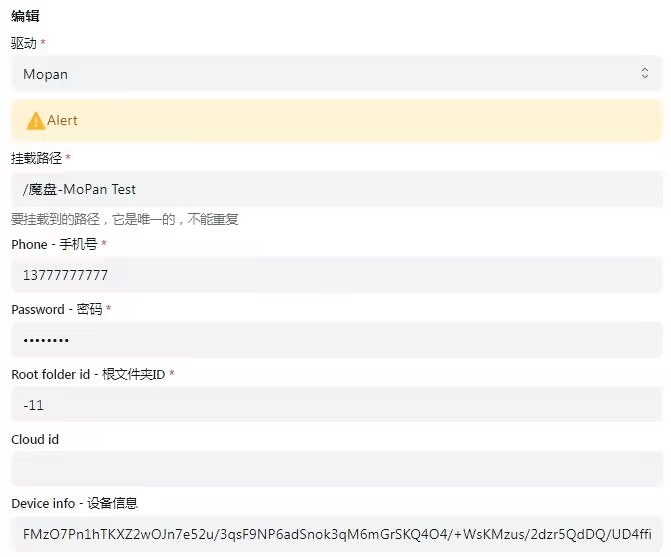 编辑
驱动 *
Mopan
Alert
挂载路径 *
/魔盘-MoPan Test
要挂载到的路径，它是唯一的，不能重复
Phone - 手机号 *
13777777777
Password - 密码 *
••••••••
Root folder id - 根文件夹ID *
-11
Cloud id
Device info - 设备信息
FMzO7Pn1hTKXZ2wOJn7e52u/3qsF9NP6adSnok3qM6mGrSKQ4O4/+WsKMzus/2dzr5QdDQ/UD4ffi